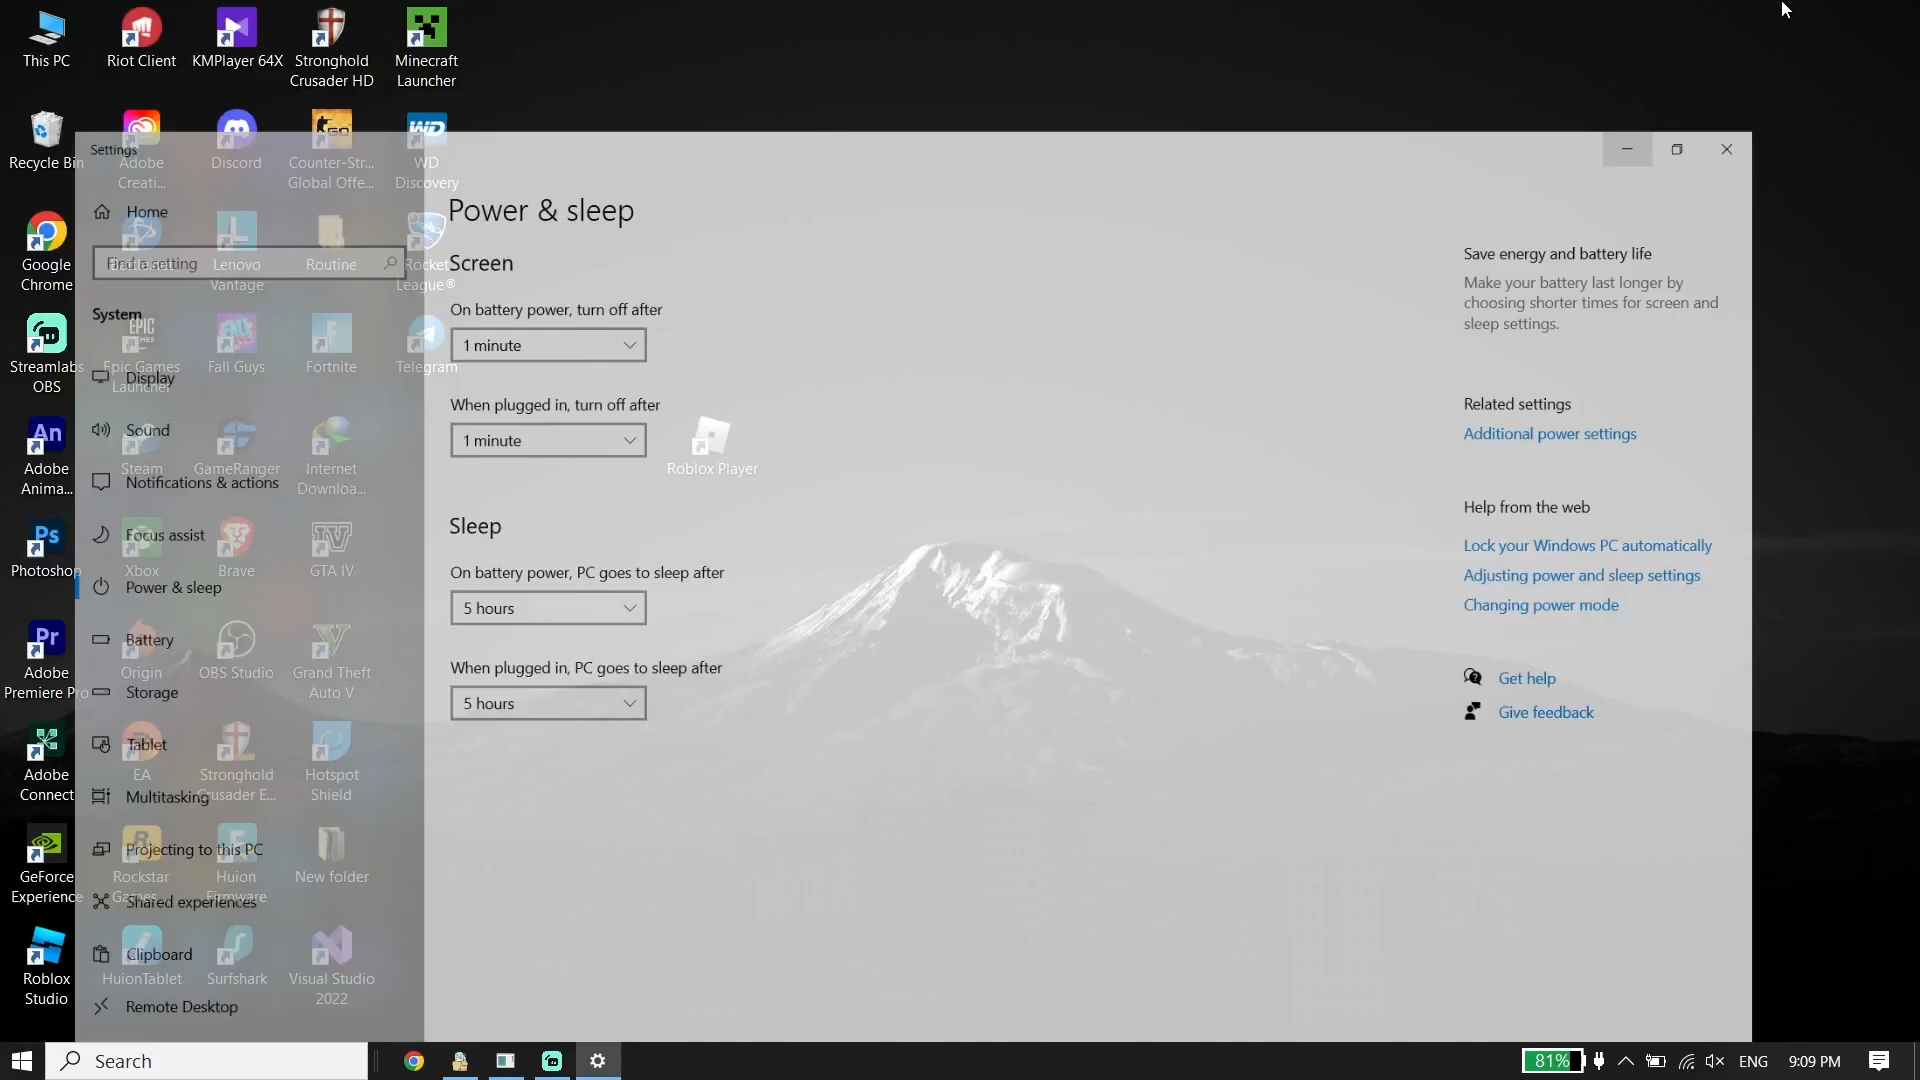 This PC
Riot Client
KMPlayer 64X
Stronghold
Crusader HD
Minecraft
Launcher
Recycle Bin
Adobe
Creati...
Discord
Counter-Str...
Global Offe...
WD
Discovery
Google
Chrome
Lenovo
Vantage
Routine
Rocket
League®
Streamlabs
OBS
Epic Games
Launcher
Fall Guys
Fortnite
Telegram
Adobe
Anima...
Steam
GameRanger
Internet
Downloa...
Roblox Player
Photoshop
Xbox
Brave
GTA IV
Adobe
Premiere Pro
Origin
OBS Studio
Grand Theft
Auto V
Adobe
Connect
EA
Stronghold
Crusader E...
Hotspot
Shield
GeForce
Experience
Rockstar
Games...
Huion
Firmware
New folder
Roblox
Studio
HuionTablet
Surfshark
Visual Studio
2022
Settings
Home
Find a setting
System
Display
Sound
Notifications & actions
Focus assist
Power & sleep
Battery
Storage
Tablet
Multitasking
Projecting to this PC
Shared experiences
Clipboard
Remote Desktop
Power & sleep
Screen
On battery power, turn off after
1 minute
When plugged in, turn off after
1 minute
Sleep
On battery power, PC goes to sleep after
5 hours
When plugged in, PC goes to sleep after
5 hours
Save energy and battery life
Make your battery last longer by
choosing shorter times for screen and
sleep settings.
Related settings
Additional power settings
Help from the web
Lock your Windows PC automatically
Adjusting power and sleep settings
Changing power mode
Get help
Give feedback
Search
81%
ENG
9:09 PM